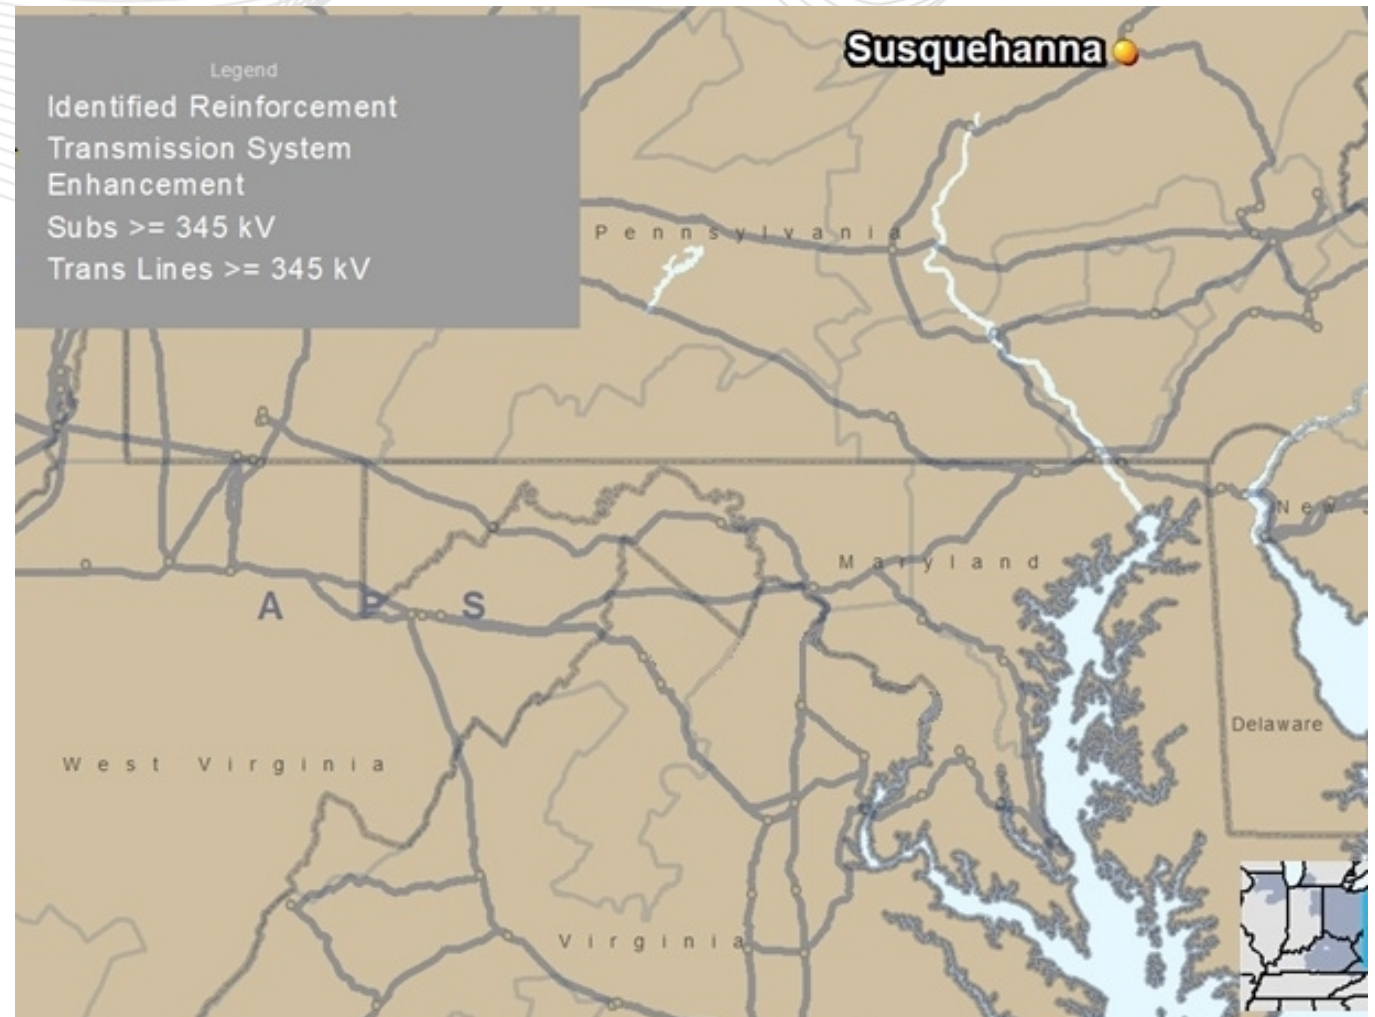 Susquehanna
Legend
Identified Reinforcement
Transmission System
Enhancement
Subs >= 345 kV
Trans Lines >= 345 kV
Pennsylvania
New
Maryland
A P S
Delaware
West Virginia
Virginia